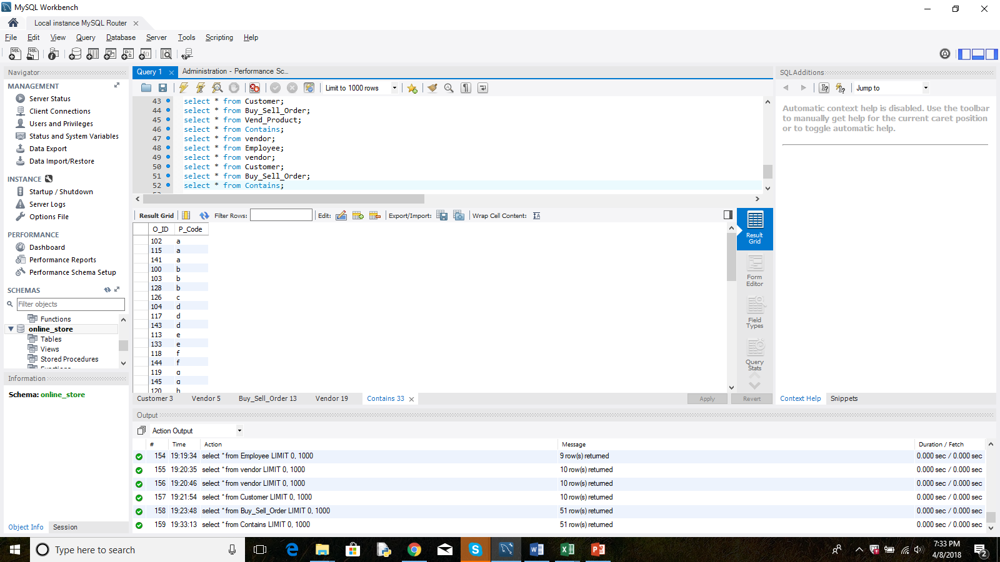 MySQL Workbench
Local instance MySQL Router
File Edit View Query Database Server Tools Scripting Help
Navigator
MANAGEMENT
Server Status
Client Connections
Users and Privileges
Status and System Variables
Data Export
Data Import/Restore
INSTANCE
Startup / Shutdown
Server Logs
Options File
PERFORMANCE
Dashboard
Performance Reports
Performance Schema Setup
SCHEMAS
Filter objects
Functions
online_store
Tables
Views
Stored Procedures
Information
Schema: online_store
Object Info Session
Query 1 Administration - Performance Sc...
Limit to 1000 rows
43 select * from Customer;
44 select * from Buy_Sell_Order;
45 select * from Vend_Product;
46 select * from Contains;
47 select * from vendor;
48 select * from Employee;
49 select * from vendor;
50 select * from Customer;
51 select * from Buy_Sell_Order;
52 select * from Contains;
Result Grid Filter Rows: Edit: Export/Import: Wrap Cell Content:
O_ID P_Code
102 a
115 a
141 a
100 b
103 b
128 b
126 c
104 d
117 d
143 d
113 e
133 e
118 f
144 f
119 g
145 g
120 h
Result
Grid
Form
Editor
Field
Types
Query
Stats
Customer 3 Vendor 5 Buy_Sell_Order 13 Vendor 19 Contains 33 Apply Revert
SQLAdditions
Jump to
Automatic context help is disabled. Use the toolbar
to manually get help for the current caret position
or to toggle automatic help.
Context Help Snippets
Output
Action Output
# Time Action Message Duration / Fetch
154 19:19:34 select * from Employee LIMIT 0, 1000 9 row(s) returned 0.000 sec / 0.000 sec
155 19:20:35 select * from vendor LIMIT 0, 1000 10 row(s) returned 0.000 sec / 0.000 sec
156 19:20:46 select * from vendor LIMIT 0, 1000 10 row(s) returned 0.000 sec / 0.000 sec
157 19:21:54 select * from Customer LIMIT 0, 1000 10 row(s) returned 0.000 sec / 0.000 sec
158 19:23:48 select * from Buy_Sell_Order LIMIT 0, 1000 51 row(s) returned 0.000 sec / 0.000 sec
159 19:33:13 select * from Contains LIMIT 0, 1000 51 row(s) returned 0.000 sec / 0.000 sec
Type here to search
7:33 PM
4/8/2018
2